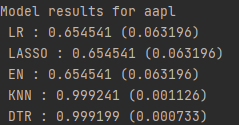 Model results for aapl
LR : 0.654541 (0.063196)
LASSO : 0.654541 (0.063196)
EN : 0.654541 (0.063196)
KNN : 0.999241 (0.001126)
DTR : 0.999199 (0.000733)